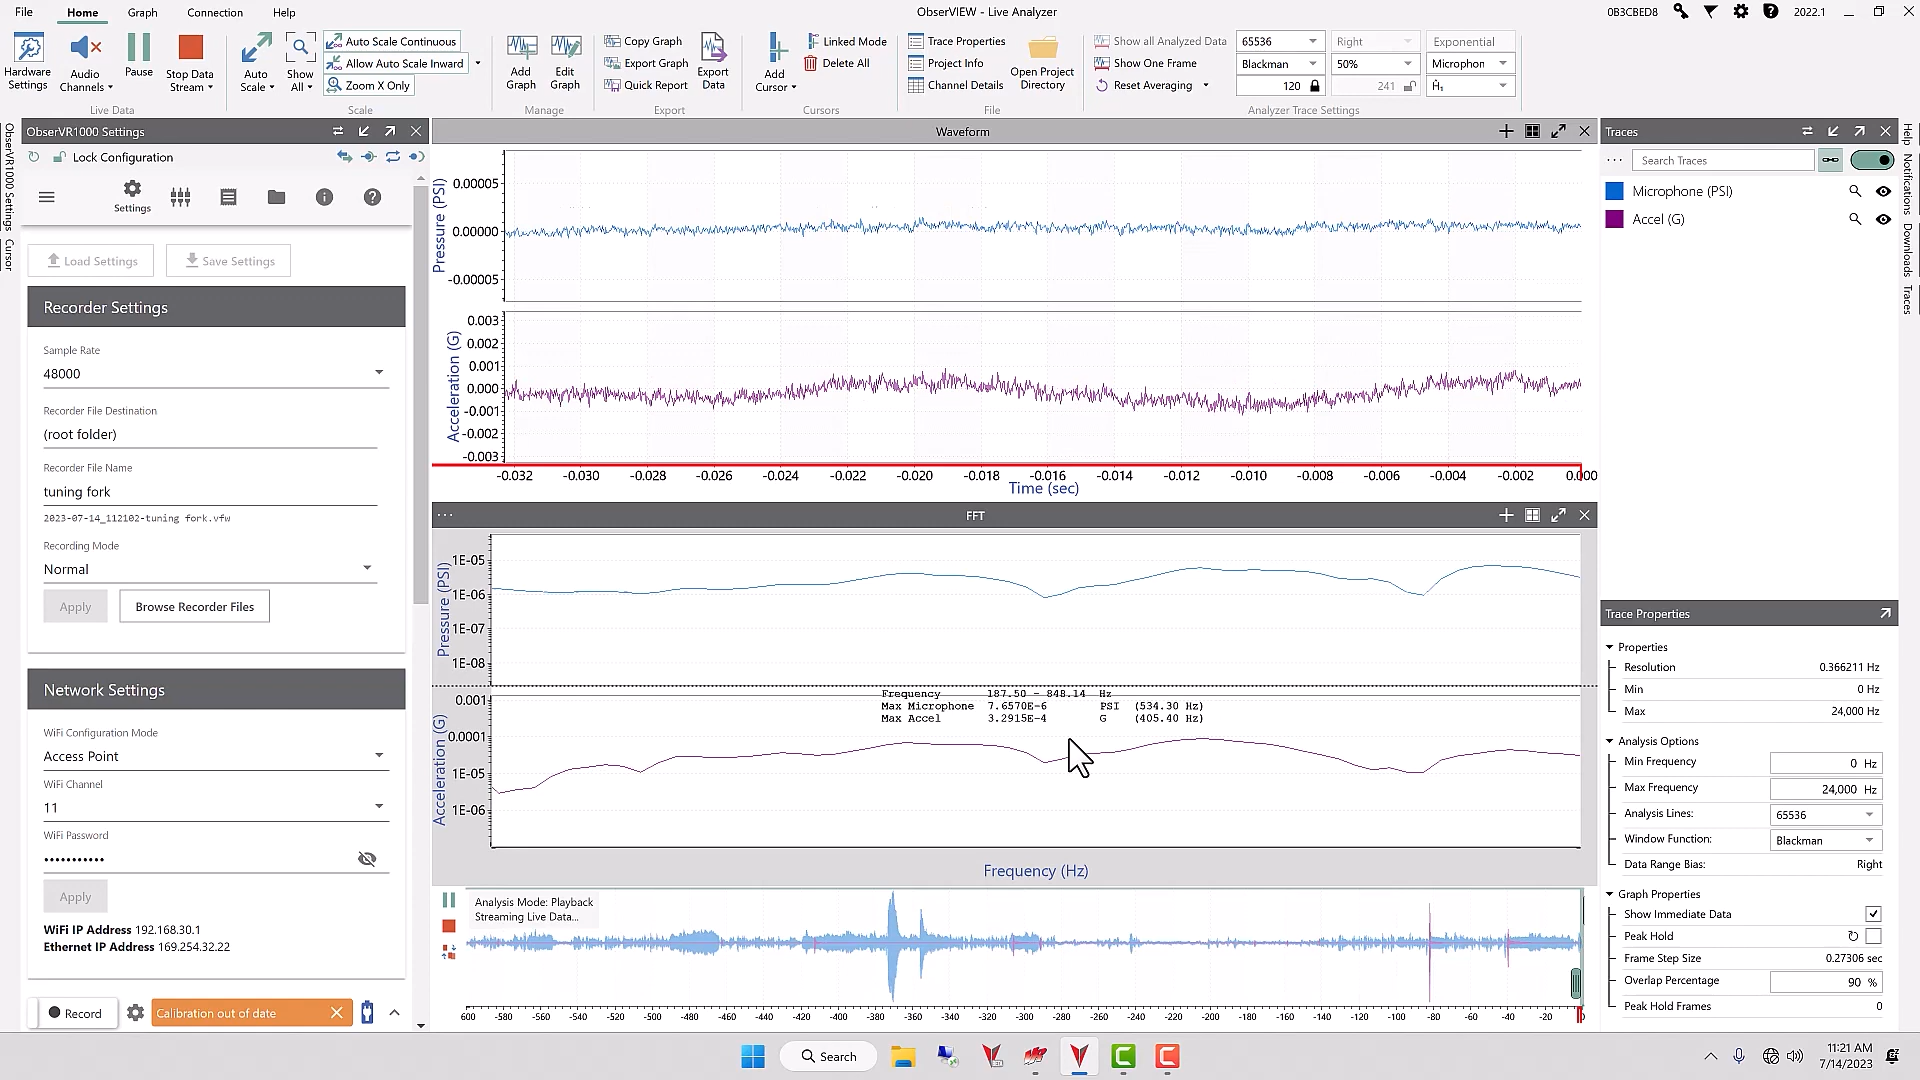 File Home Graph Connection Help ObserVIEW - Live Analyzer 0B3CBED8 2022.1
Hardware Settings
Audio Channels
Pause
Stop Data Stream
Live Data
Auto Scale
Show All
Auto Scale Continuous
Allow Auto Scale Inward
Zoom X Only
Scale
Add Graph
Edit Graph
Manage
Copy Graph
Export Graph
Quick Report
Export Data
Export
Add Cursor
Linked Mode
Delete All
Cursors
Trace Properties
Project Info
Channel Details
Open Project Directory
File
Show all Analyzed Data
Show One Frame
Reset Averaging
65536 Right Exponential
Blackman 50% Microphon
120 241 Ĥ₁
Analyzer Trace Settings
ObserVR1000 Settings
Cursor
ObserVR1000 Settings
Lock Configuration
Settings
Load Settings Save Settings
Recorder Settings
Sample Rate
48000
Recorder File Destination
(root folder)
Recorder File Name
tuning fork
2023-07-14_112102-tuning fork.vfw
Recording Mode
Normal
Apply Browse Recorder Files
Network Settings
WiFi Configuration Mode
Access Point
WiFi Channel
11
WiFi Password
•••••••••••
Apply
WiFi IP Address 192.168.30.1
Ethernet IP Address 169.254.32.22
Record Calibration out of date
Waveform
Pressure (PSI)
0.00005
0.00000
-0.00005
Acceleration (G)
0.003
0.002
0.001
0.000
-0.001
-0.002
-0.003
-0.032 -0.030 -0.028 -0.026 -0.024 -0.022 -0.020 -0.018 -0.016 -0.014 -0.012 -0.010 -0.008 -0.006 -0.004 -0.002 0.000
Time (sec)
FFT
Pressure (PSI)
1E-05
1E-06
1E-07
1E-08
Frequency 187.50 - 848.14 Hz
Max Microphone 7.6570E-6 PSI (534.30 Hz)
Max Accel 3.2915E-4 G (405.40 Hz)
Acceleration (G)
0.001
0.0001
1E-05
1E-06
Frequency (Hz)
Analysis Mode: Playback
Streaming Live Data...
600 -580 -560 -540 -520 -500 -480 -460 -440 -420 -400 -380 -360 -340 -320 -300 -280 -260 -240 -220 -200 -180 -160 -140 -120 -100 -80 -60 -40 -20
Traces
Search Traces
Microphone (PSI)
Accel (G)
Trace Properties
Properties
Resolution 0.366211 Hz
Min 0 Hz
Max 24,000 Hz
Analysis Options
Min Frequency 0 Hz
Max Frequency 24,000 Hz
Analysis Lines: 65536
Window Function: Blackman
Data Range Bias: Right
Graph Properties
Show Immediate Data
Peak Hold
Frame Step Size 0.27306 sec
Overlap Percentage 90 %
Peak Hold Frames 0
Help
Notifications
Downloads
Traces
Search
11:21 AM
7/14/2023